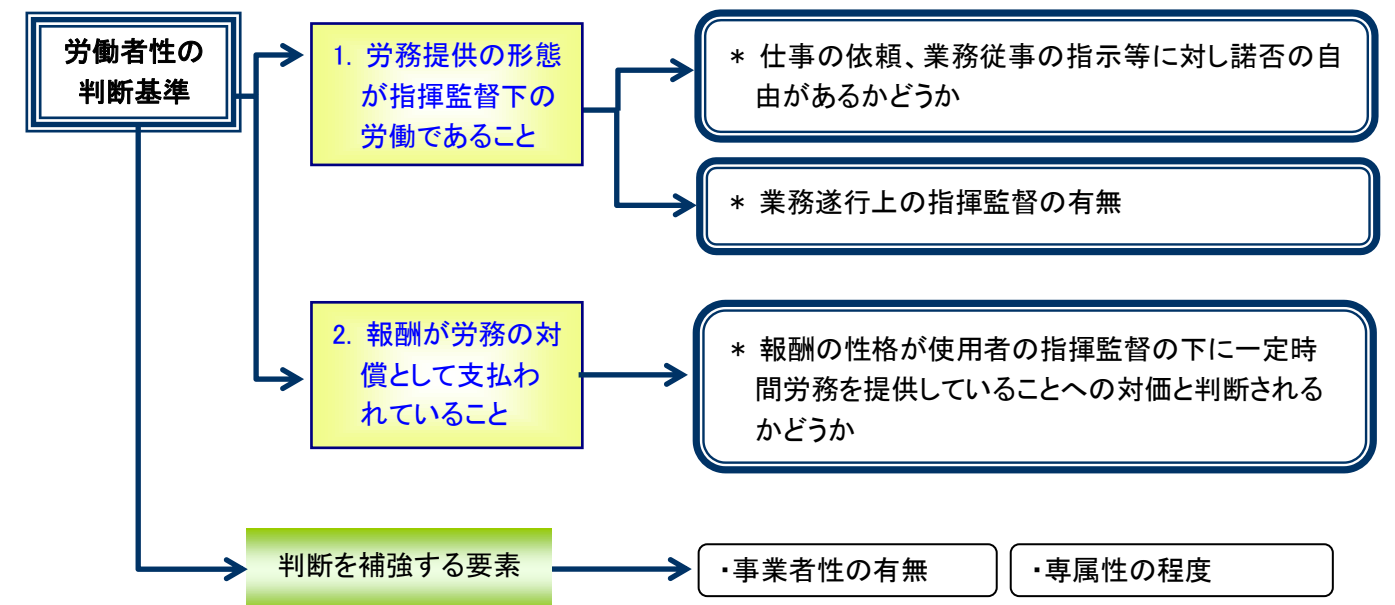 労働者性の
判断基準
1. 労務提供の形態
が指揮監督下の
労働であること
* 仕事の依頼、業務従事の指示等に対し諾否の自
由があるかどうか
* 業務遂行上の指揮監督の有無
2. 報酬が労務の対
償として支払わ
れていること
* 報酬の性格が使用者の指揮監督の下に一定時
間労務を提供していることへの対価と判断される
かどうか
判断を補強する要素
・事業者性の有無
・専属性の程度